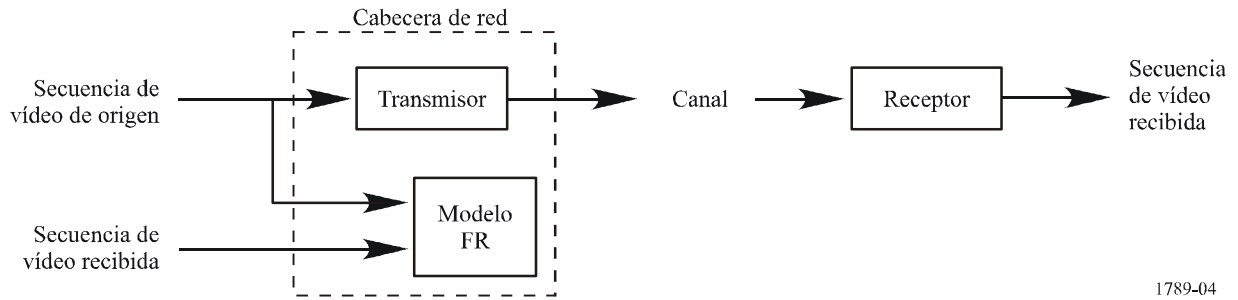 Cabecera de red
Secuencia de
vídeo de origen
Transmisor
Canal
Receptor
Secuencia
de vídeo
recibida
Modelo
FR
Secuencia de
vídeo recibida
1789-04